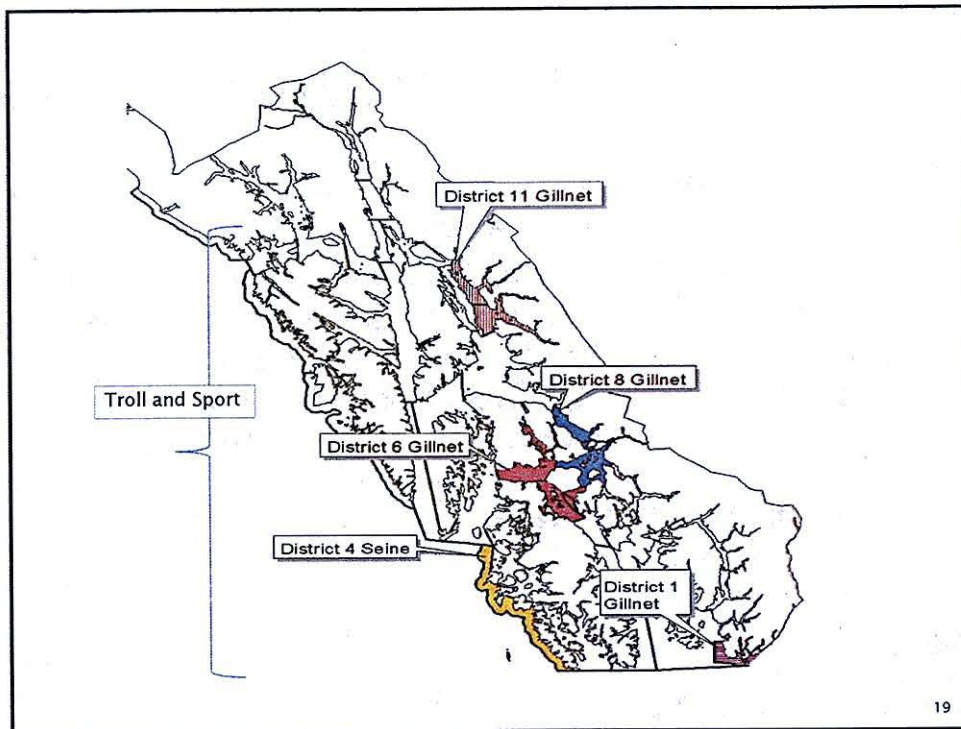 District 11 Gillnet
District 8 Gillnet
Troll and Sport
District 6 Gillnet
District 4 Seine
District 1
Gillnet
19